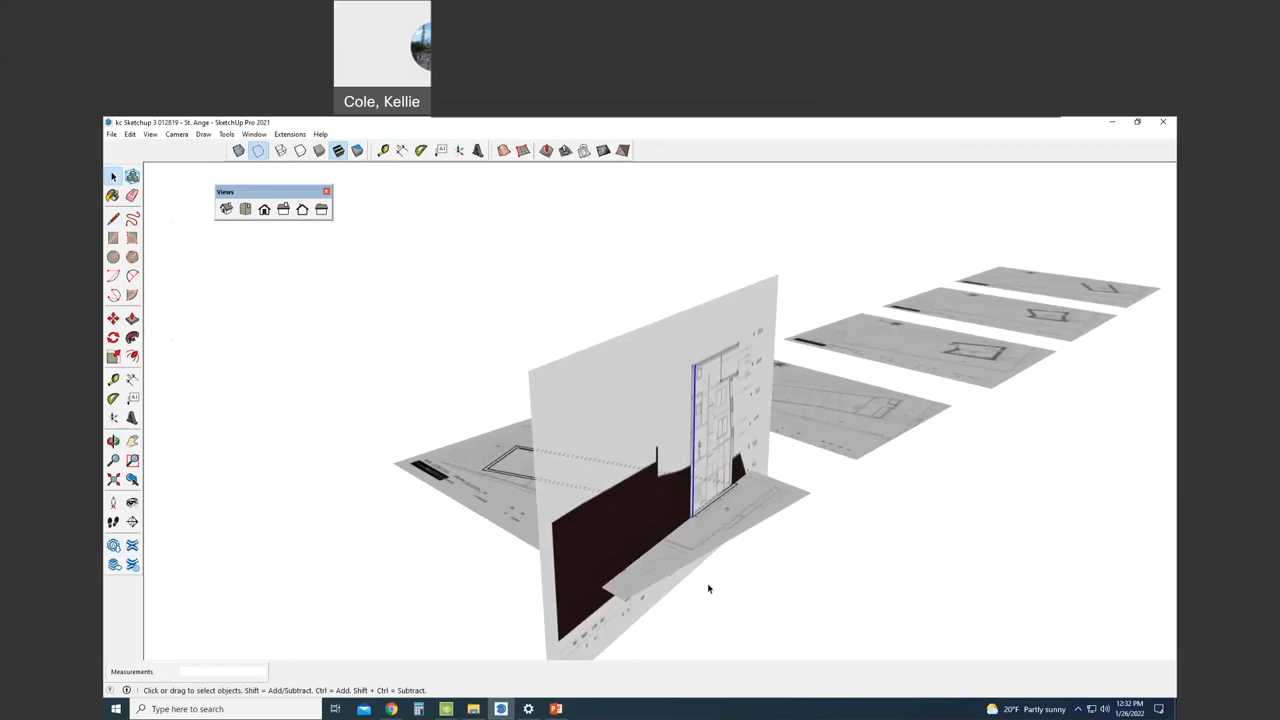 Cole, Kellie
kc Sketchup 3 012819 - St. Ange - SketchUp Pro 2021
File Edit View Camera Draw Tools Window Extensions Help
Views
Measurements
Click or drag to select objects. Shift = Add/Subtract. Ctrl = Add. Shift + Ctrl = Subtract.
Type here to search
20°F Partly sunny
12:32 PM
1/26/2022